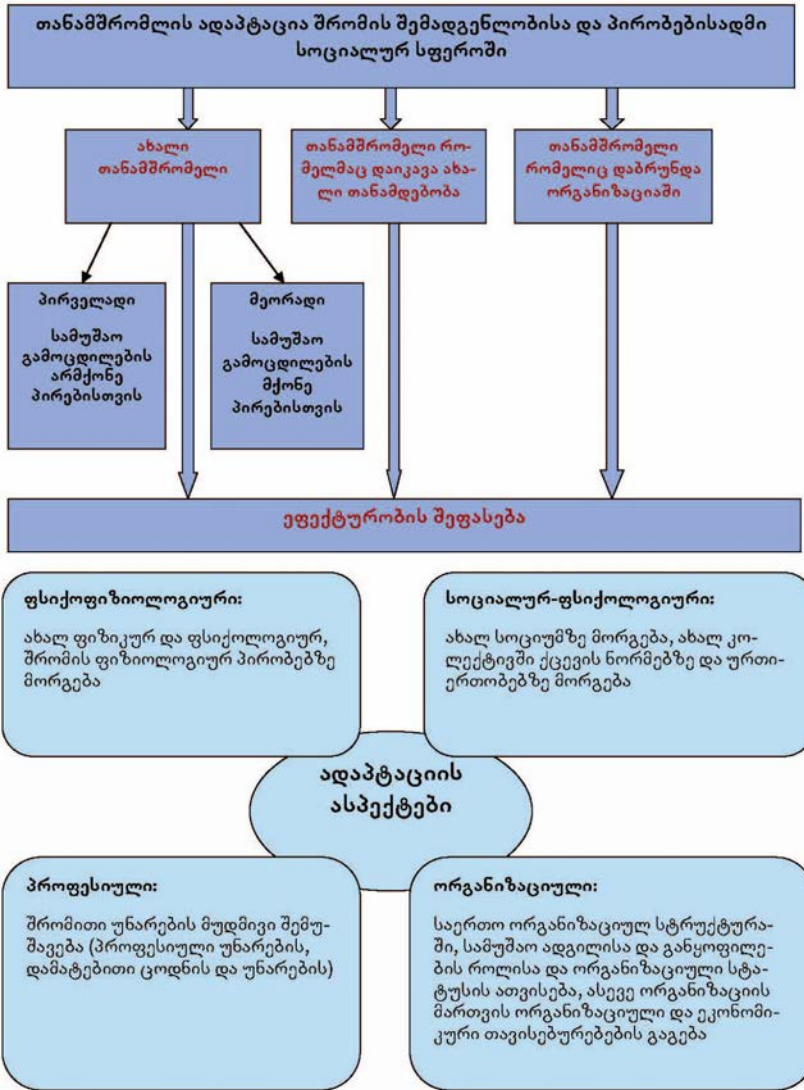 თანამშრომლის ადაპტაცია შრომის შემადგენლობისა და პირობებისადმი
სოციალურ სფეროში
ახალი
თანამშრომელი
თანამშრომელი რო-
მელმაც დაიკავა ახა-
ლი თანამდებობა
თანამშრომელი
რომელიც დაბრუნდა
ორგანიზაციაში
პირველადი
სამუშაო
გამოცდილების
არმქონე
პირებისთვის
მეორადი
სამუშაო
გამოცდილების
მქონე
პირებისთვის
ეფექტურობის შეფასება
ფსიქოფიზიოლოგიური:
ახალ ფიზიკურ და ფსიქოლოგიურ,
შრომის ფიზიოლოგიურ პირობებზე
მორგება
სოციალურ-ფსიქოლოგიური:
ახალ სოციუმზე მორგება, ახალ კო-
ლექტივში ქცევის ნორმებზე და ურთი-
ერთობებზე მორგება
ადაპტაციის
ასპექტები
პროფესიული:
შრომითი უნარების მუდმივი შემუ-
შავება (პროფესიული უნარების,
დამატებითი ცოდნის და უნარების)
ორგანიზაციული:
საერთო ორგანიზაციულ სტრუქტურა-
ში, სამუშაო ადგილისა და განყოფილე-
ბის როლისა და ორგანიზაციული სტა-
ტუსის ათვისება, ასევე ორგანიზაციის
მართვის ორგანიზაციული და ეკონომი-
კური თავისებურებების გაგება